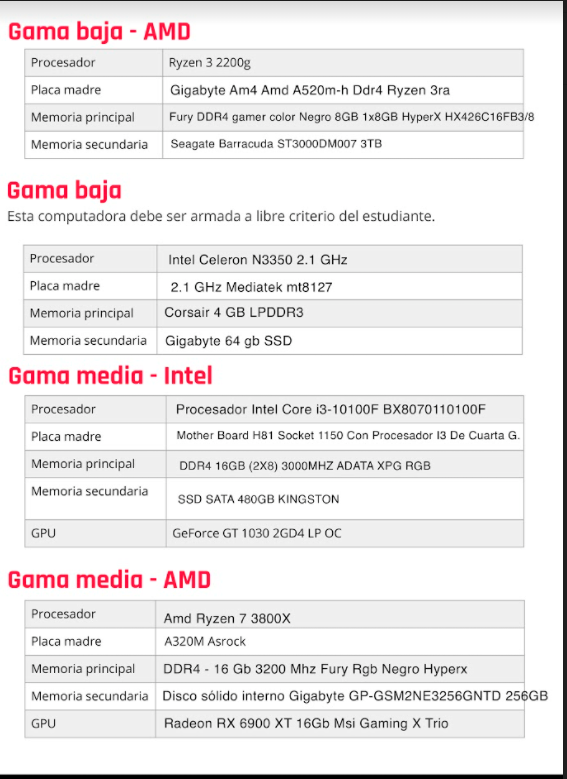 Gama baja - AMD
Procesador Ryzen 3 2200g
Placa madre Gigabyte Am4 Amd A520m-h Ddr4 Ryzen 3ra
Memoria principal Fury DDR4 gamer color Negro 8GB 1x8GB HyperX HX426C16FB3/8
Memoria secundaria Seagate Barracuda ST3000DM007 3TB
Gama baja
Esta computadora debe ser armada a libre criterio del estudiante.
Procesador Intel Celeron N3350 2.1 GHz
Placa madre 2.1 GHz Mediatek mt8127
Memoria principal Corsair 4 GB LPDDR3
Memoria secundaria Gigabyte 64 gb SSD
Gama media - Intel
Procesador Procesador Intel Core i3-10100F BX8070110100F
Placa madre Mother Board H81 Socket 1150 Con Procesador I3 De Cuarta G.
Memoria principal DDR4 16GB (2X8) 3000MHZ ADATA XPG RGB
Memoria secundaria SSD SATA 480GB KINGSTON
GPU GeForce GT 1030 2GD4 LP OC
Gama media - AMD
Procesador Amd Ryzen 7 3800X
Placa madre A320M Asrock
Memoria principal DDR4 - 16 Gb 3200 Mhz Fury Rgb Negro Hyperx
Memoria secundaria Disco sólido interno Gigabyte GP-GSM2NE3256GNTD 256GB
GPU Radeon RX 6900 XT 16Gb Msi Gaming X Trio